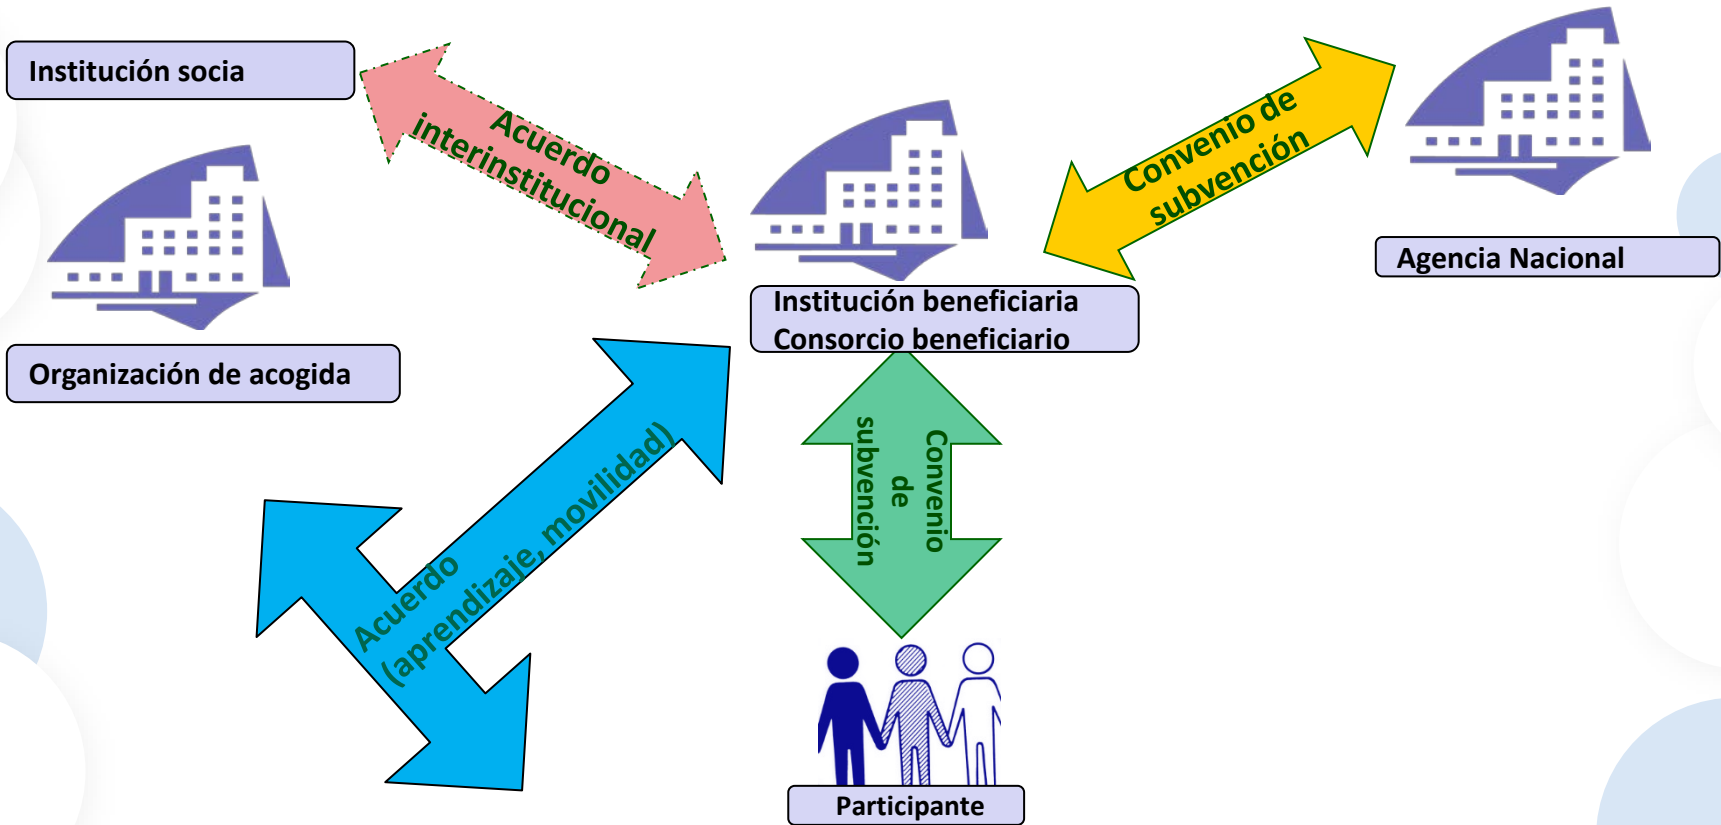 Institución socia
Acuerdo
interinstitucional
Convenio de
subvención
Agencia Nacional
Institución beneficiaria
Consorcio beneficiario
Organización de acogida
Acuerdo
(aprendizaje, movilidad)
Convenio
de
subvención
Participante